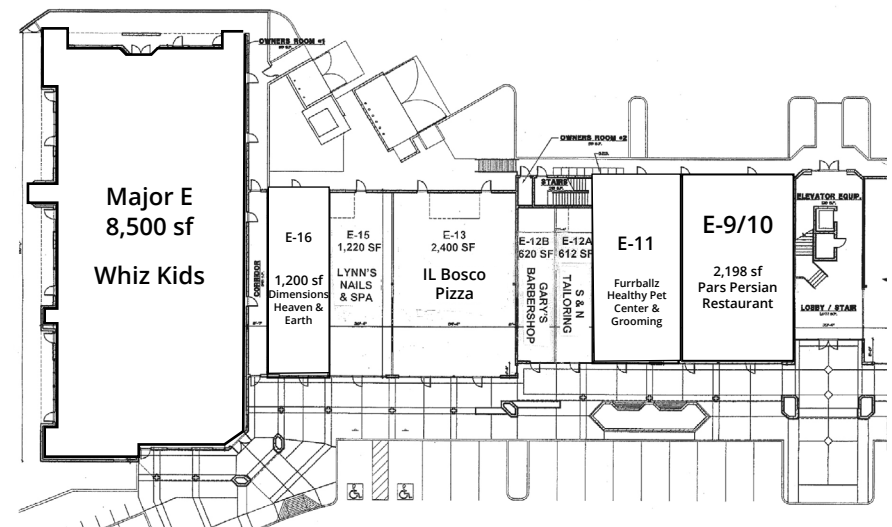 OWNERS ROOM #1
OWNERS ROOM #2
Major E
8,500 sf
Whiz Kids
CORRIDOR
E-16
1,200 sf
Dimensions
Heaven &
Earth
E-15
1,220 SF
LYNN'S
NAILS
& SPA
E-13
2,400 SF
IL Bosco
Pizza
STAIRS
E-12B
620 SF
GARY'S
BARBERSHOP
E-12A
612 SF
S & N
TAILORING
E-11
Furrballz
Healthy Pet
Center &
Grooming
E-9/10
2,198 sf
Pars Persian
Restaurant
ELEVATOR EQUIP.
LOBBY / STAIR